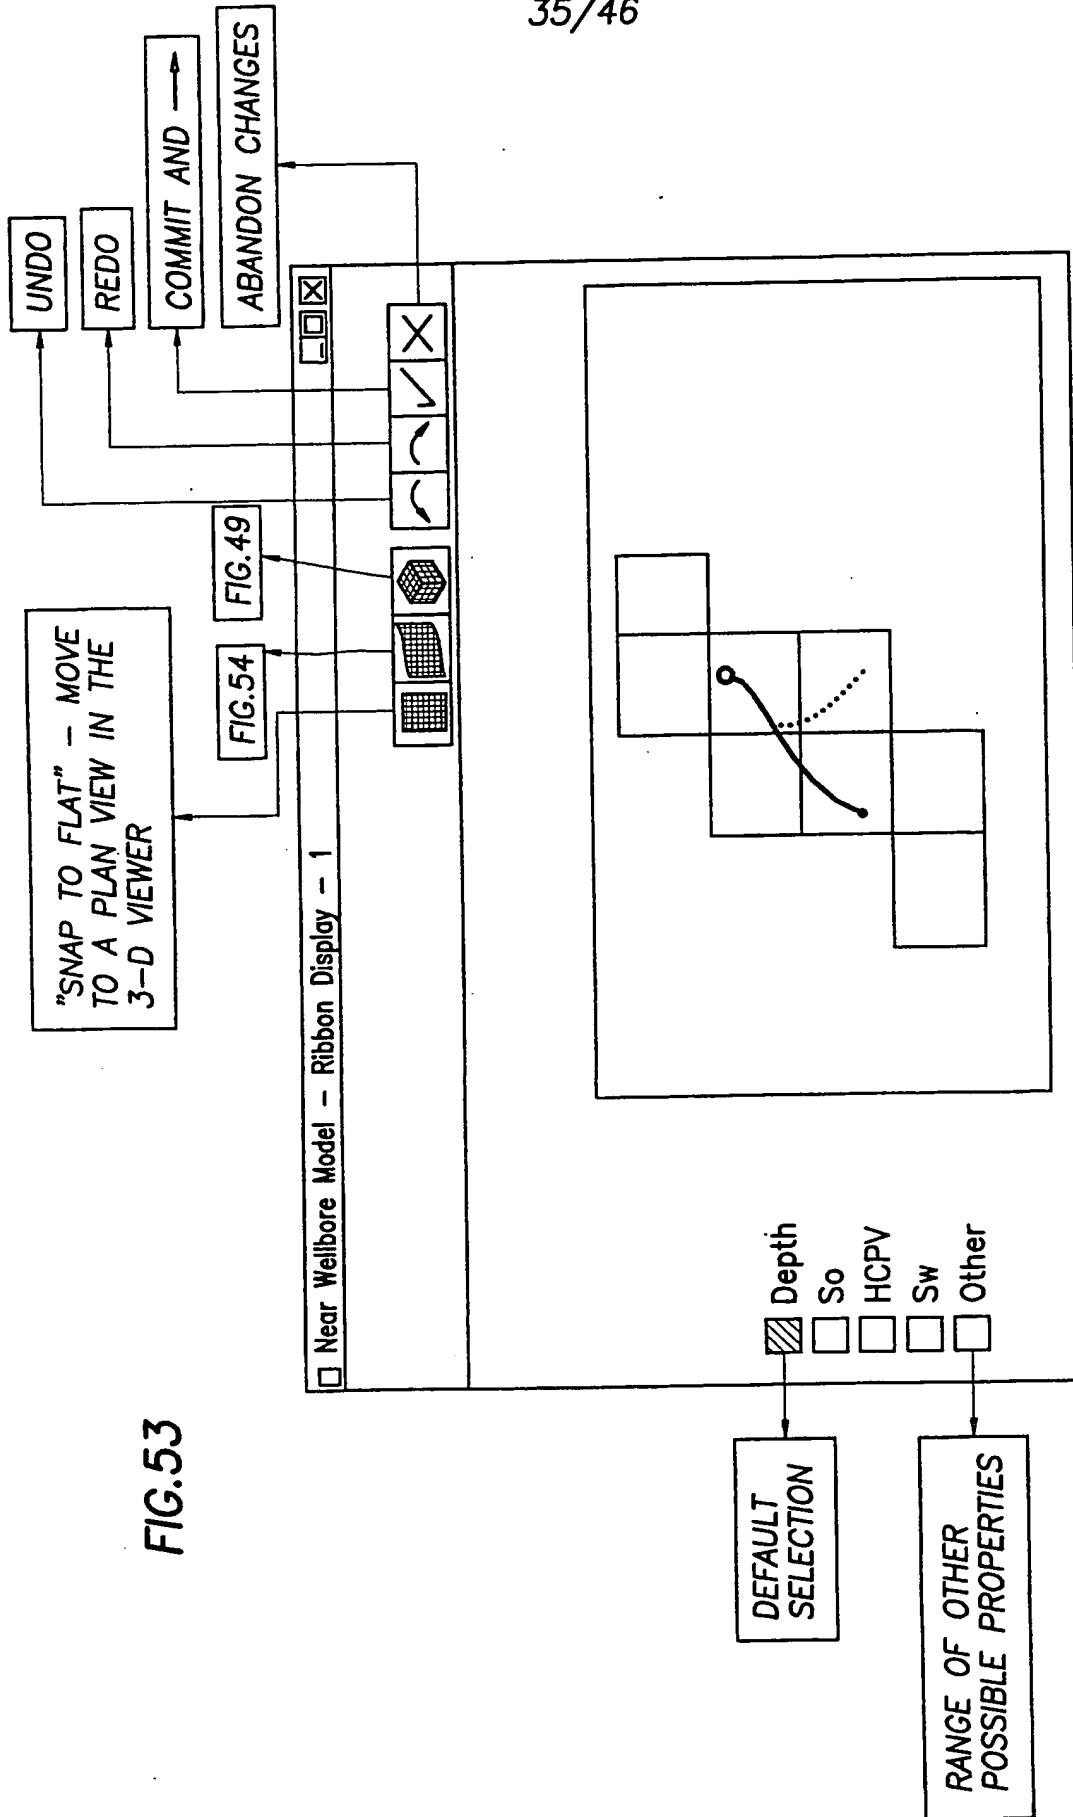 35/46
FIG.53
"SNAP TO FLAT" – MOVE
TO A PLAN VIEW IN THE
3–D VIEWER
FIG.54
FIG.49
UNDO
REDO
COMMIT AND ⟶
ABANDON CHANGES
Near Wellbore Model – Ribbon Display – 1
Depth
So
HCPV
Sw
Other
DEFAULT
SELECTION
RANGE OF OTHER
POSSIBLE PROPERTIES